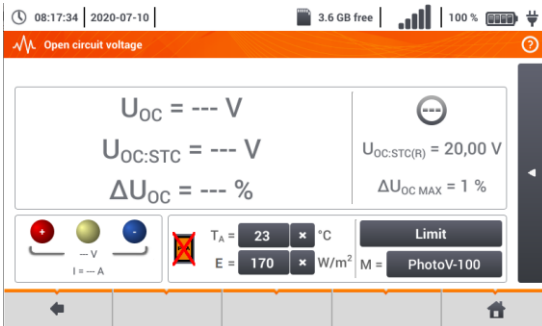 08:17:34 2020-07-10 3.6 GB free 100 %
Open circuit voltage ?
UOC = --- V
UOC:STC = --- V
ΔUOC = --- %
---
UOC:STC(R) = 20,00 V
ΔUOC MAX = 1 %
+ -
--- V
I = --- A
TA = 23 × °C
E = 170 × W/m²
Limit
M = PhotoV-100